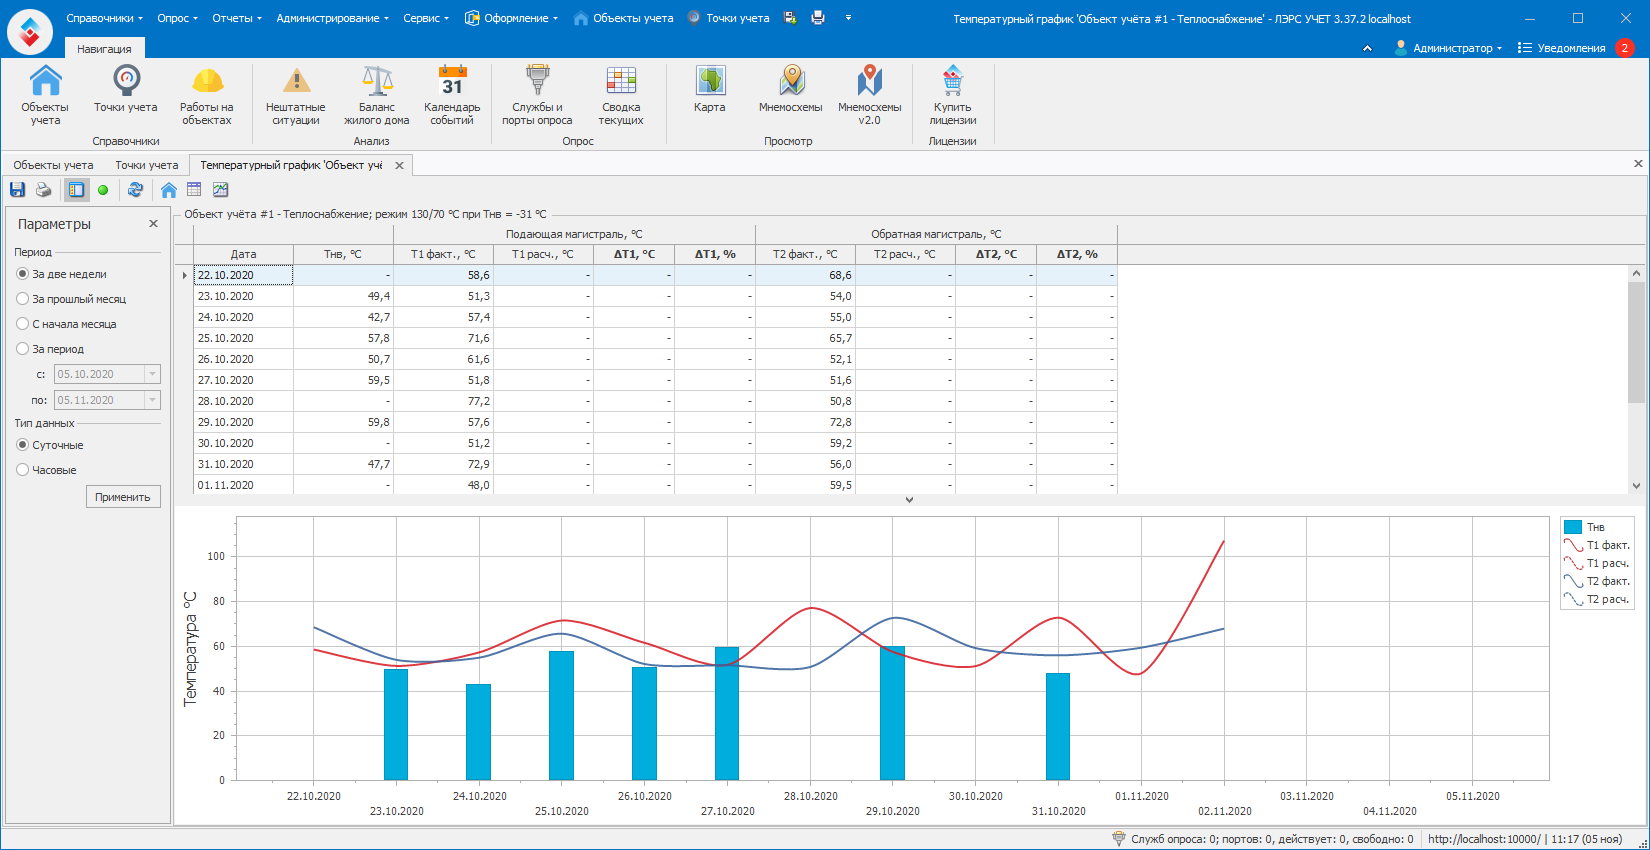 Справочники Опрос Отчеты Администрирование Сервис Оформление Объекты учета Точки учета Температурный график 'Объект учёта #1 - Теплоснабжение' - ЛЭРС УЧЕТ 3.37.2 localhost
Навигация Администратор Уведомления 2
Объекты учета Точки учета Работы на объектах Нештатные ситуации Баланс жилого дома 31 Календарь событий Службы и порты опроса Сводка текущих Карта Мнемосхемы Мнемосхемы v2.0 Купить лицензии
Справочники Анализ Опрос Просмотр Лицензии
Объекты учета Точки учета Температурный график 'Объект учё
Параметры
Период
За две недели
За прошлый месяц
С начала месяца
За период
с: 05.10.2020
по: 05.11.2020
Тип данных
Суточные
Часовые
Применить
Объект учёта #1 - Теплоснабжение; режим 130/70 °C при Тнв = -31 °C
Подающая магистраль, °C Обратная магистраль, °C
Дата Тнв, °C Т1 факт., °C Т1 расч., °C ΔТ1, °C ΔТ1, % Т2 факт., °C Т2 расч., °C ΔТ2, °C ΔТ2, %
22.10.2020 - 58,6 - - - 68,6 - - -
23.10.2020 49,4 51,3 - - - 54,0 - - -
24.10.2020 42,7 57,4 - - - 55,0 - - -
25.10.2020 57,8 71,6 - - - 65,7 - - -
26.10.2020 50,7 61,6 - - - 52,1 - - -
27.10.2020 59,5 51,8 - - - 51,6 - - -
28.10.2020 - 77,2 - - - 50,8 - - -
29.10.2020 59,8 57,6 - - - 72,8 - - -
30.10.2020 - 51,2 - - - 59,2 - - -
31.10.2020 47,7 72,9 - - - 56,0 - - -
01.11.2020 - 48,0 - - - 59,5 - - -
Температура °C
100
80
60
40
20
0
22.10.2020 24.10.2020 26.10.2020 28.10.2020 30.10.2020 01.11.2020 03.11.2020 05.11.2020
23.10.2020 25.10.2020 27.10.2020 29.10.2020 31.10.2020 02.11.2020 04.11.2020
Тнв
Т1 факт.
Т1 расч.
Т2 факт.
Т2 расч.
Служб опроса: 0; портов: 0, действует: 0, свободно: 0 http://localhost:10000/ | 11:17 (05 ноя)